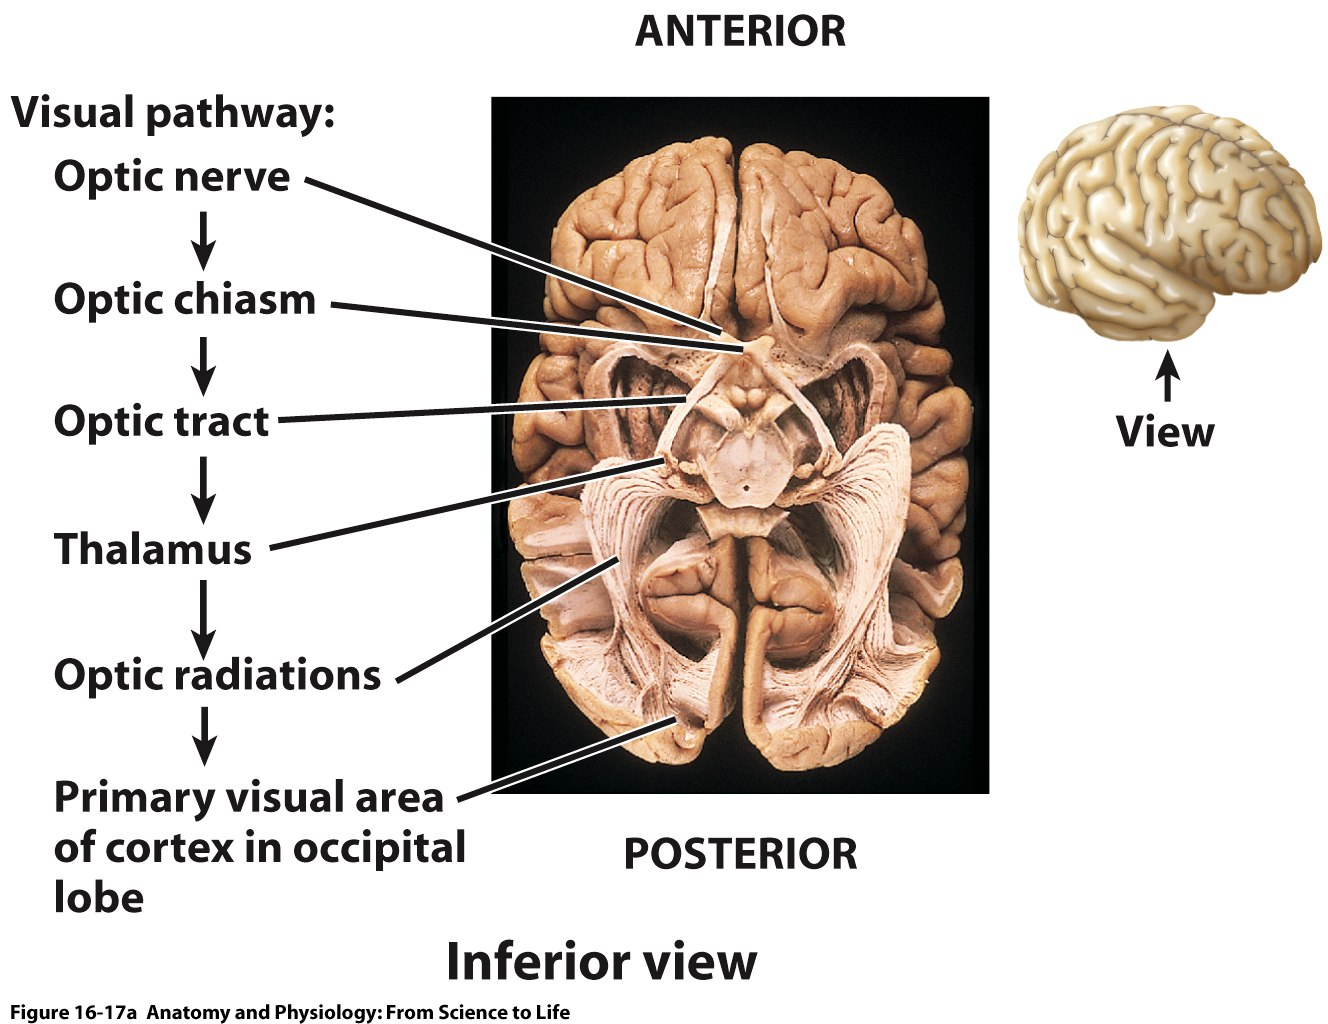 ANTERIOR
Visual pathway:
Optic nerve
Optic chiasm
Optic tract
Thalamus
Optic radiations
Primary visual area
of cortex in occipital
lobe
View
POSTERIOR
Inferior view
Figure 16-17a Anatomy and Physiology: From Science to Life